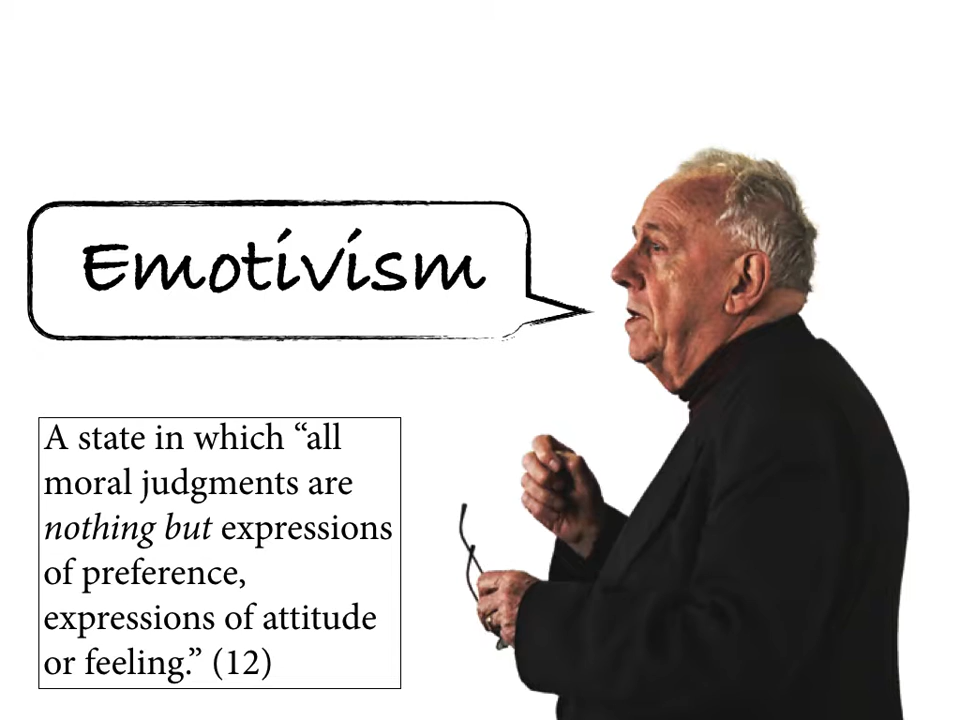 Emotivism
A state in which “all
moral judgments are
nothing but expressions
of preference,
expressions of attitude
or feeling.” (12)